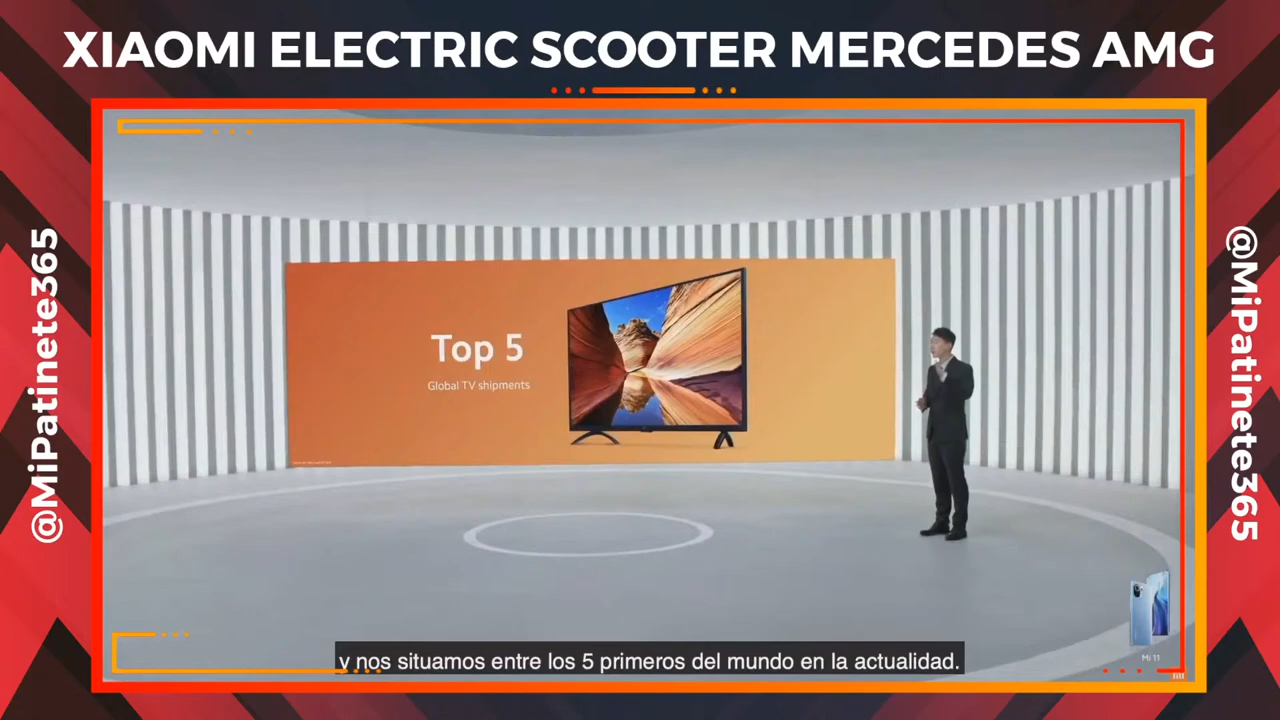 XIAOMI ELECTRIC SCOOTER MERCEDES AMG
@MiPatinete365
@MiPatinete365
Top 5
Global TV shipments
y nos situamos entre los 5 primeros del mundo en la actualidad.
Mi 11